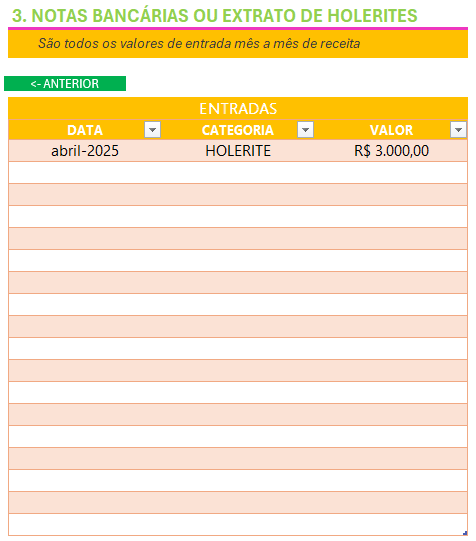 3. NOTAS BANCÁRIAS OU EXTRATO DE HOLERITES
São todos os valores de entrada mês a mês de receita
<- ANTERIOR
ENTRADAS
DATA CATEGORIA VALOR
abril-2025 HOLERITE R$ 3.000,00